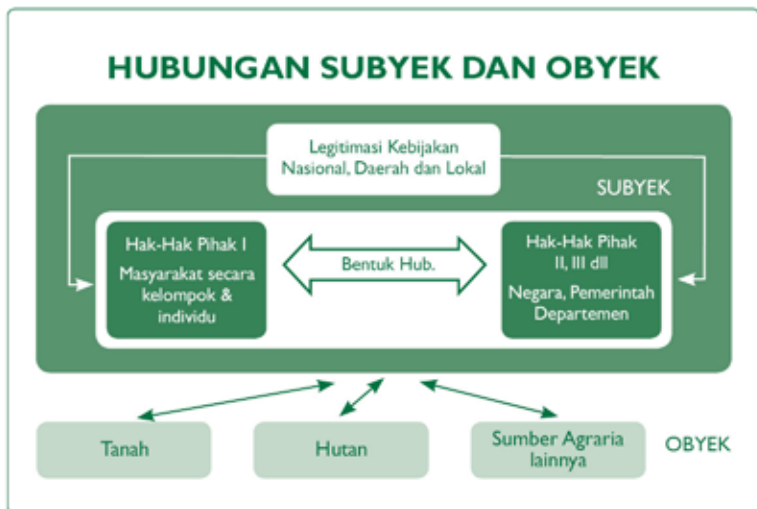 HUBUNGAN SUBYEK DAN OBYEK
Legitimasi Kebijakan
Nasional, Daerah dan Lokal
SUBYEK
Hak-Hak Pihak I
Masyarakat secara
kelompok &
individu
Bentuk Hub.
Hak-Hak Pihak
II, III dll
Negara, Pemerintah
Departemen
Tanah
Hutan
Sumber Agraria
lainnya
OBYEK